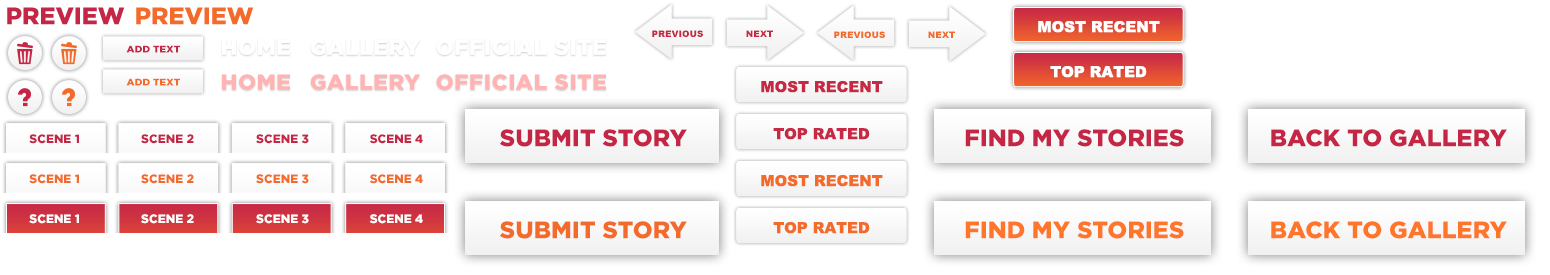 PREVIEW PREVIEW
ADD TEXT
HOME GALLERY OFFICIAL SITE
ADD TEXT
HOME GALLERY OFFICIAL SITE
? ?
PREVIOUS NEXT PREVIOUS NEXT
MOST RECENT
TOP RATED
SCENE 1 SCENE 2 SCENE 3 SCENE 4
SCENE 1 SCENE 2 SCENE 3 SCENE 4
SCENE 1 SCENE 2 SCENE 3 SCENE 4
SUBMIT STORY
SUBMIT STORY
MOST RECENT
TOP RATED
MOST RECENT
TOP RATED
FIND MY STORIES
FIND MY STORIES
BACK TO GALLERY
BACK TO GALLERY